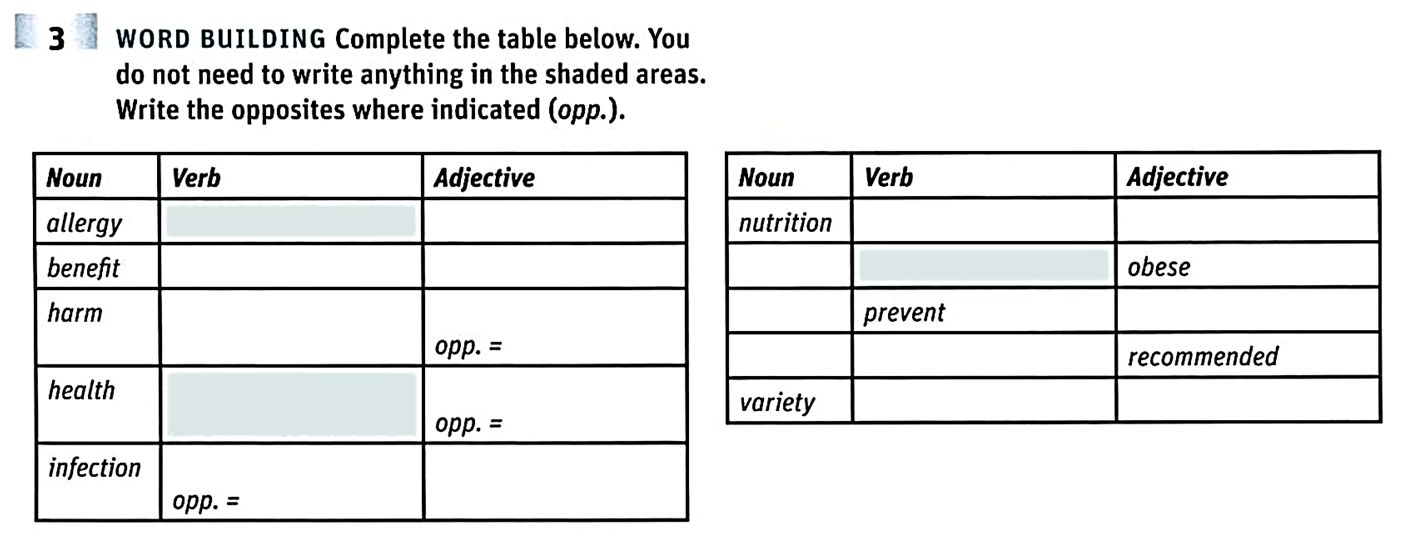 3 WORD BUILDING Complete the table below. You
do not need to write anything in the shaded areas.
Write the opposites where indicated (opp.).
Noun Verb Adjective
allergy
benefit
harm
opp. =
health
opp. =
infection
opp. =
Noun Verb Adjective
nutrition
obese
prevent
recommended
variety